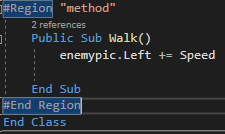 #Region "method"
2 references
Public Sub Walk()
enemypic.Left += Speed
End Sub
#End Region
End Class